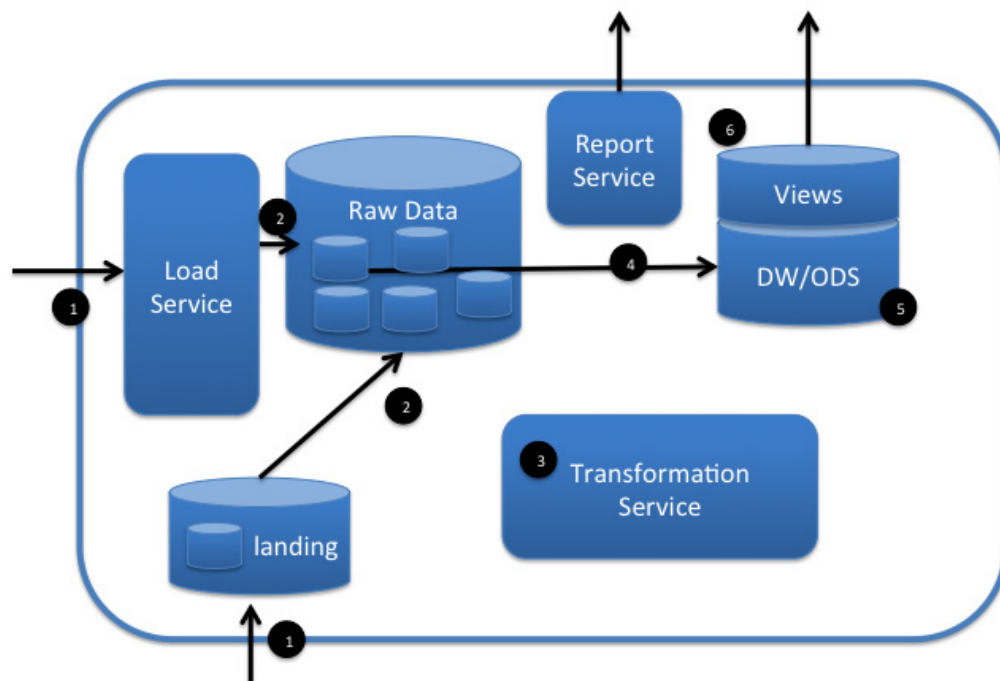 Report
Service
6
Views
2
Raw Data
Load
Service
1
4
DW/ODS
5
2
3
Transformation
Service
landing
1